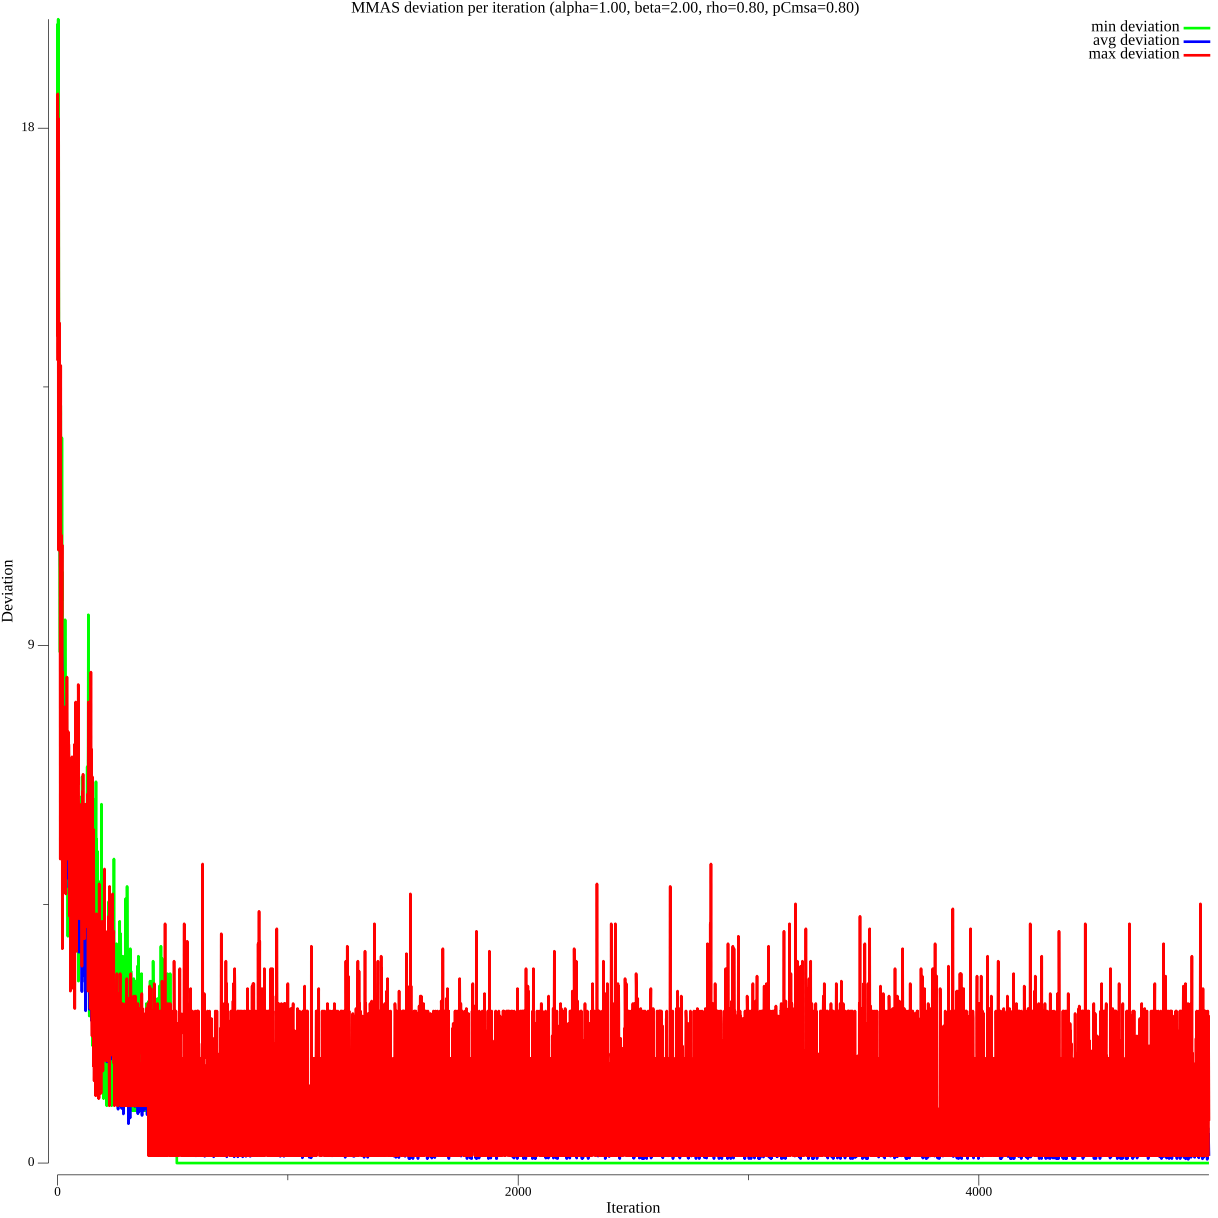 MMAS deviation per iteration (alpha=1.00, beta=2.00, rho=0.80, pCmsa=0.80)
min deviation
avg deviation
max deviation
18
9
0
Deviation
0
2000
4000
Iteration